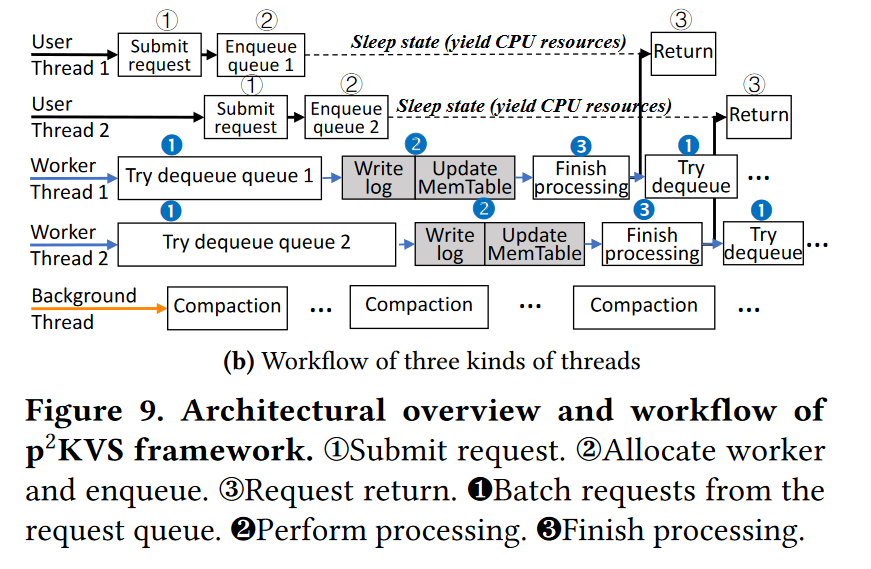 ① ② ③
User Thread 1
Submit request
Enqueue queue 1
Sleep state (yield CPU resources)
Return
① ② ③
User Thread 2
Submit request
Enqueue queue 2
Sleep state (yield CPU resources)
Return
❶ ❷ ❸ ❶
Worker Thread 1
Try dequeue queue 1
Write log
Update MemTable
Finish processing
Try dequeue
...
❶ ❷ ❸ ❶
Worker Thread 2
Try dequeue queue 2
Write log
Update MemTable
Finish processing
Try dequeue
...
Background Thread
Compaction
...
Compaction
...
Compaction
...
(b) Workflow of three kinds of threads
Figure 9. Architectural overview and workflow of
p²KVS framework. ①Submit request. ②Allocate worker
and enqueue. ③Request return. ❶Batch requests from the
request queue. ❷Perform processing. ❸Finish processing.